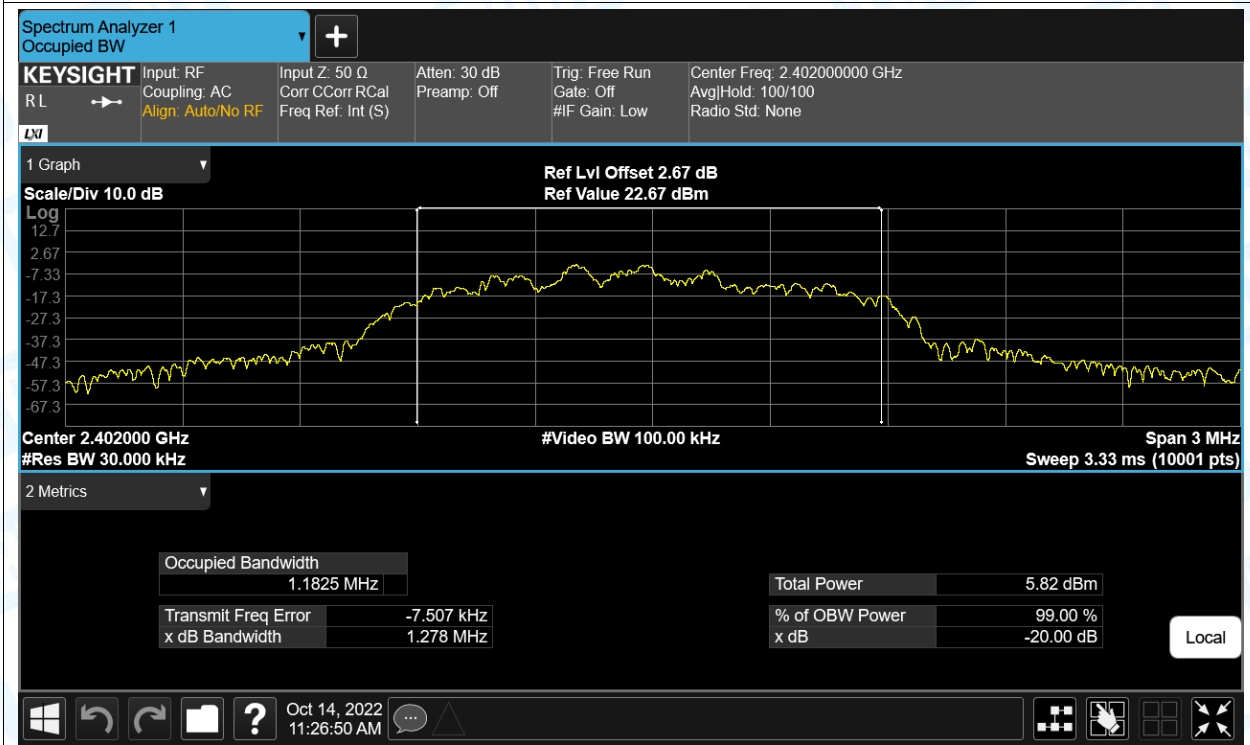 Spectrum Analyzer 1
Occupied BW
KEYSIGHT
R L
LXI
Input: RF
Coupling: AC
Align: Auto/No RF
Input Z: 50 Ω
Corr CCorr RCal
Freq Ref: Int (S)
Atten: 30 dB
Preamp: Off
Trig: Free Run
Gate: Off
#IF Gain: Low
Center Freq: 2.402000000 GHz
Avg|Hold: 100/100
Radio Std: None
1 Graph
Scale/Div 10.0 dB
Ref Lvl Offset 2.67 dB
Ref Value 22.67 dBm
Log
12.7
2.67
-7.33
-17.3
-27.3
-37.3
-47.3
-57.3
-67.3
Center 2.402000 GHz
#Video BW 100.00 kHz
Span 3 MHz
#Res BW 30.000 kHz
Sweep 3.33 ms (10001 pts)
2 Metrics
Occupied Bandwidth
1.1825 MHz
Total Power 5.82 dBm
Transmit Freq Error -7.507 kHz
% of OBW Power 99.00 %
x dB Bandwidth 1.278 MHz
x dB -20.00 dB
Local
?
Oct 14, 2022
11:26:50 AM